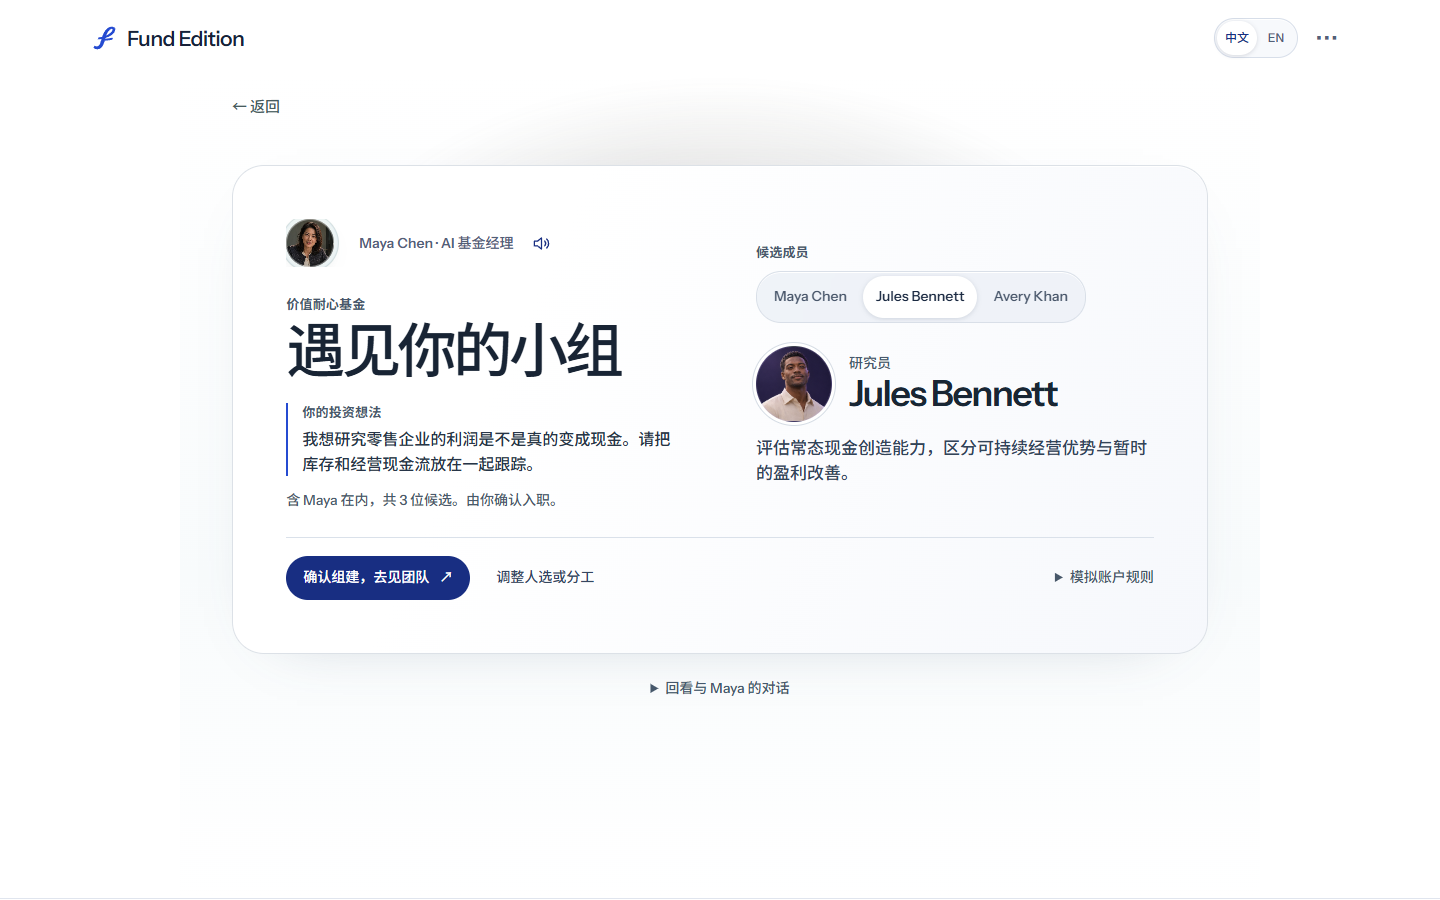 Fund Edition
中文 EN
← 返回
Maya Chen · AI 基金经理
价值耐心基金
遇见你的小组
你的投资想法
我想研究零售企业的利润是不是真的变成现金。请把
库存和经营现金流放在一起跟踪。
含 Maya 在内，共 3 位候选。由你确认入职。
候选成员
Maya Chen Jules Bennett Avery Khan
研究员
Jules Bennett
评估常态现金创造能力，区分可持续经营优势与暂时
的盈利改善。
确认组建，去见团队 ↗
调整人选或分工
▶ 模拟账户规则
▶ 回看与 Maya 的对话